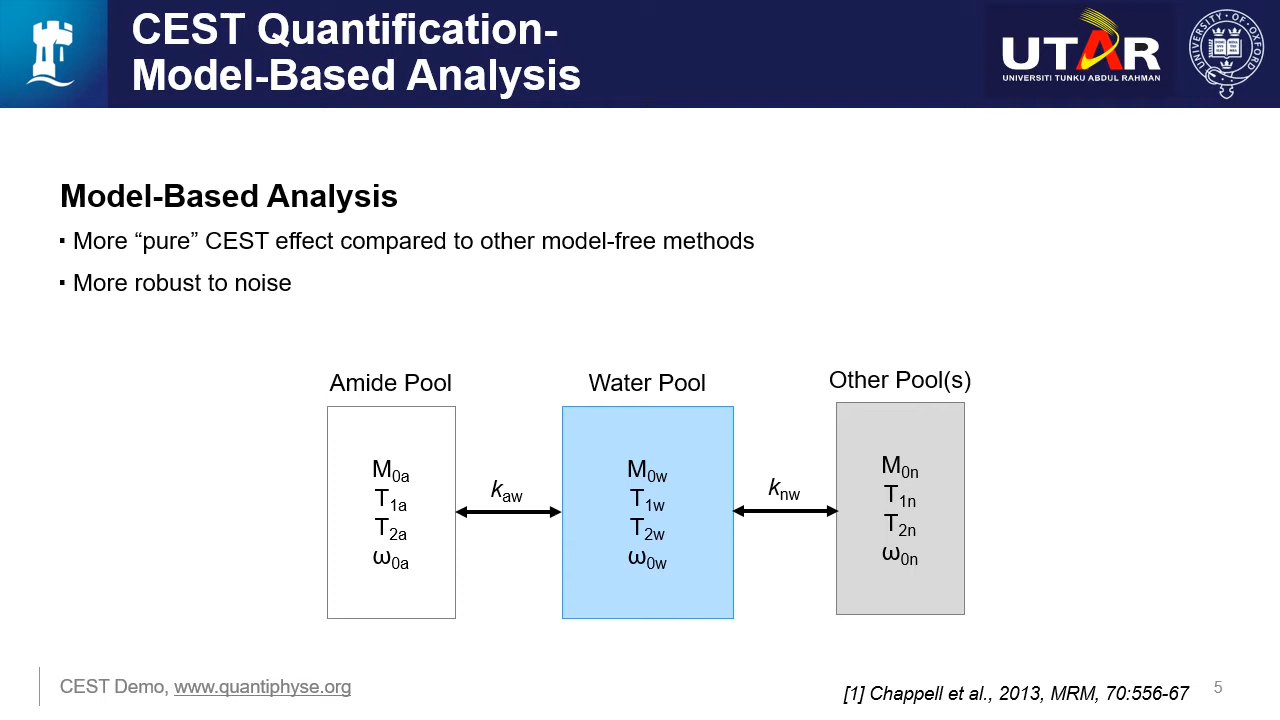 CEST Quantification-
Model-Based Analysis
UTAR
UNIVERSITI TUNKU ABDUL RAHMAN
UNIVERSITY·OF·OXFORD
Model-Based Analysis
▪ More “pure” CEST effect compared to other model-free methods
▪ More robust to noise
Amide Pool
M0a
T1a
T2a
ω0a
kaw
Water Pool
M0w
T1w
T2w
ω0w
knw
Other Pool(s)
M0n
T1n
T2n
ω0n
CEST Demo, www.quantiphyse.org
[1] Chappell et al., 2013, MRM, 70:556-67
5